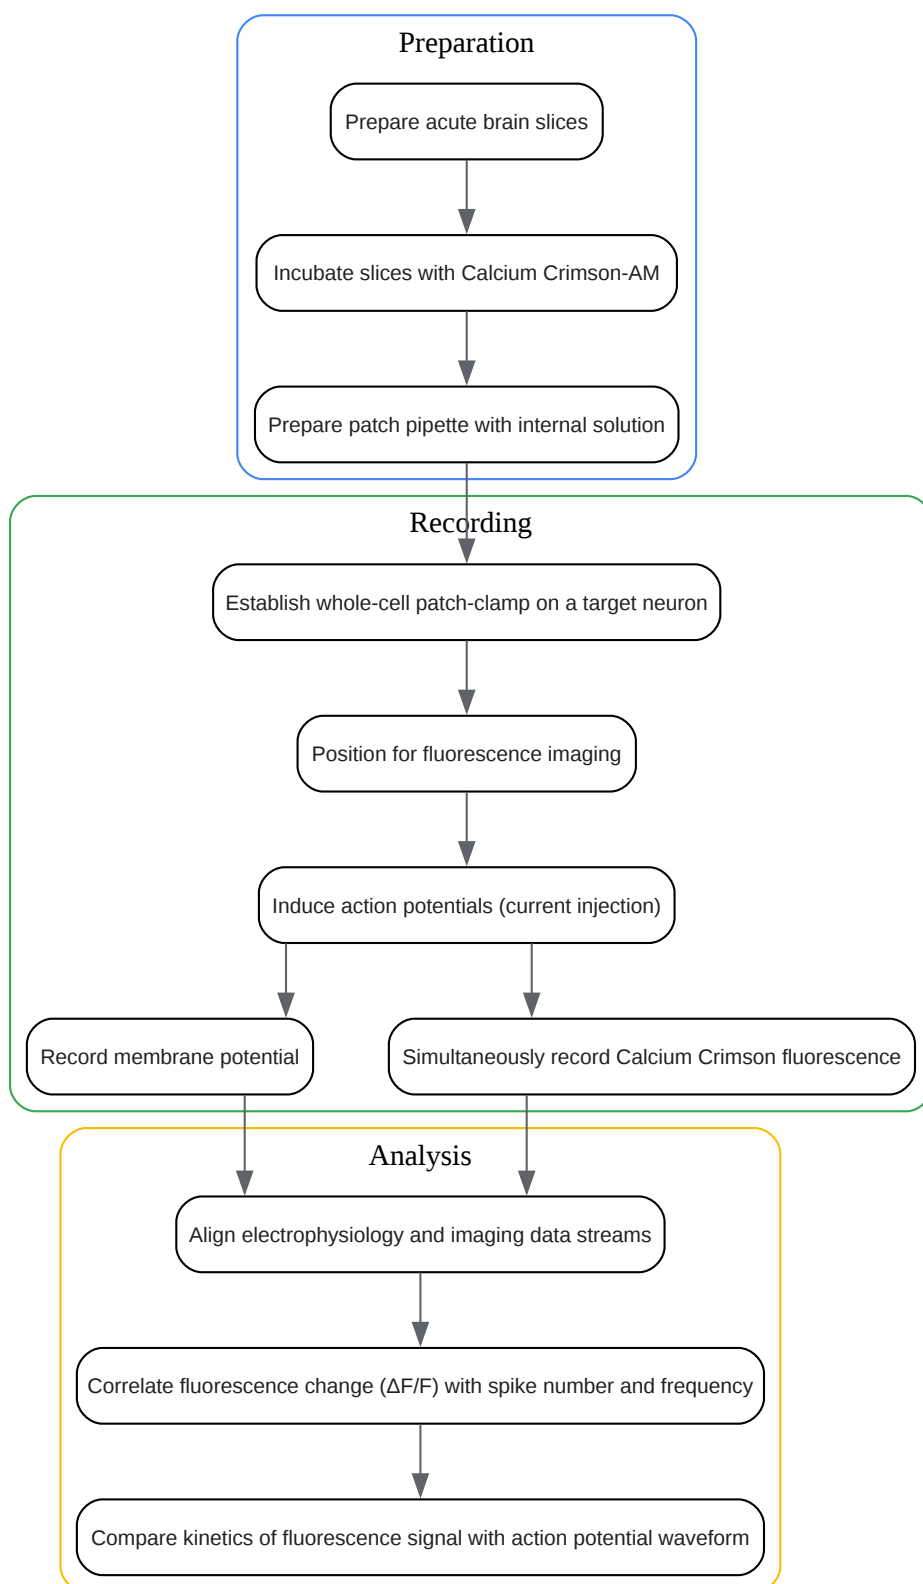 Preparation
Prepare acute brain slices
Incubate slices with Calcium Crimson-AM
Prepare patch pipette with internal solution
Recording
Establish whole-cell patch-clamp on a target neuron
Position for fluorescence imaging
Induce action potentials (current injection)
Record membrane potential
Simultaneously record Calcium Crimson fluorescence
Analysis
Align electrophysiology and imaging data streams
Correlate fluorescence change (ΔF/F) with spike number and frequency
Compare kinetics of fluorescence signal with action potential waveform